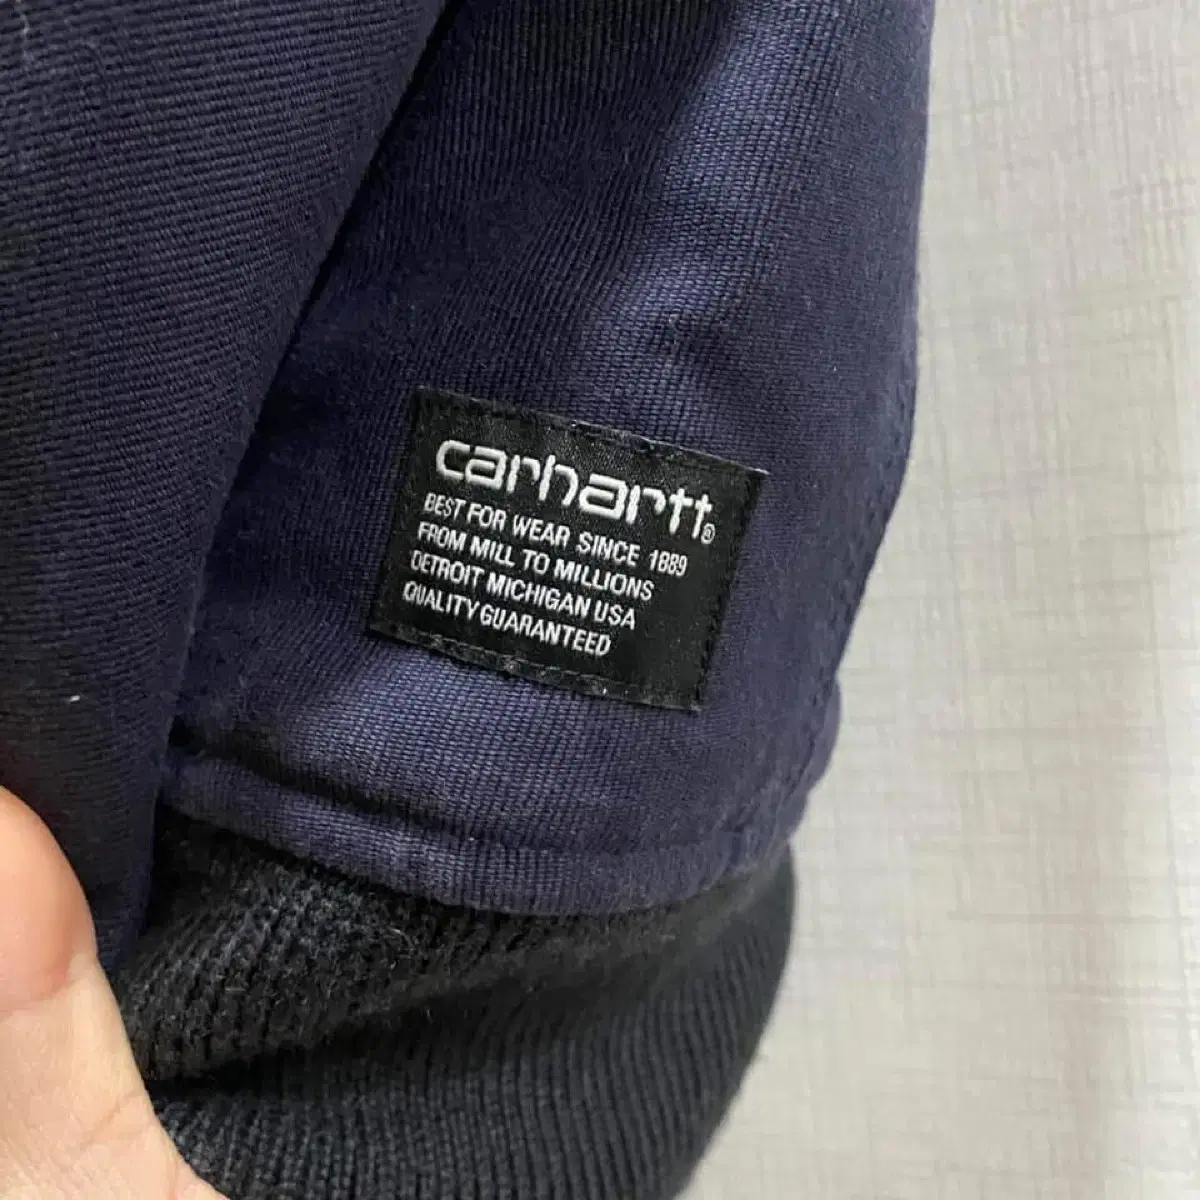 carhartt®
BEST FOR WEAR SINCE 1889
FROM MILL TO MILLIONS
DETROIT MICHIGAN USA
QUALITY GUARANTEED